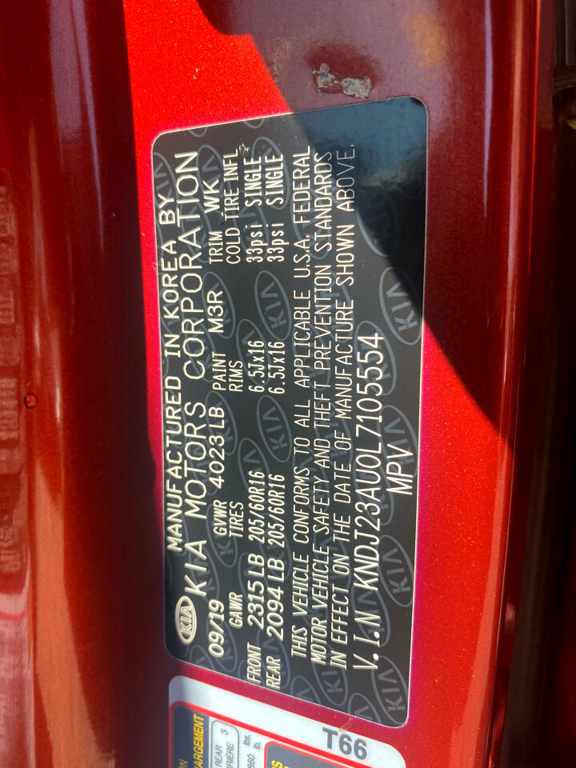 KIA
MANUFACTURED IN KOREA BY
KIA MOTORS CORPORATION
09/19 GVWR 4023 LB PAINT M3R TRIM WK
GAWR TIRES RIMS COLD TIRE INFL
FRONT 2315 LB 205/60R16 6.5Jx16 33psi SINGLE
REAR 2094 LB 205/60R16 6.5Jx16 33psi SINGLE
THIS VEHICLE CONFORMS TO ALL APPLICABLE U.S.A. FEDERAL
MOTOR VEHICLE SAFETY AND THEFT PREVENTION STANDARDS
IN EFFECT ON THE DATE OF MANUFACTURE SHOWN ABOVE.
V.I.N KNDJ23AU0L7105554
MPV
REAR 3
T66